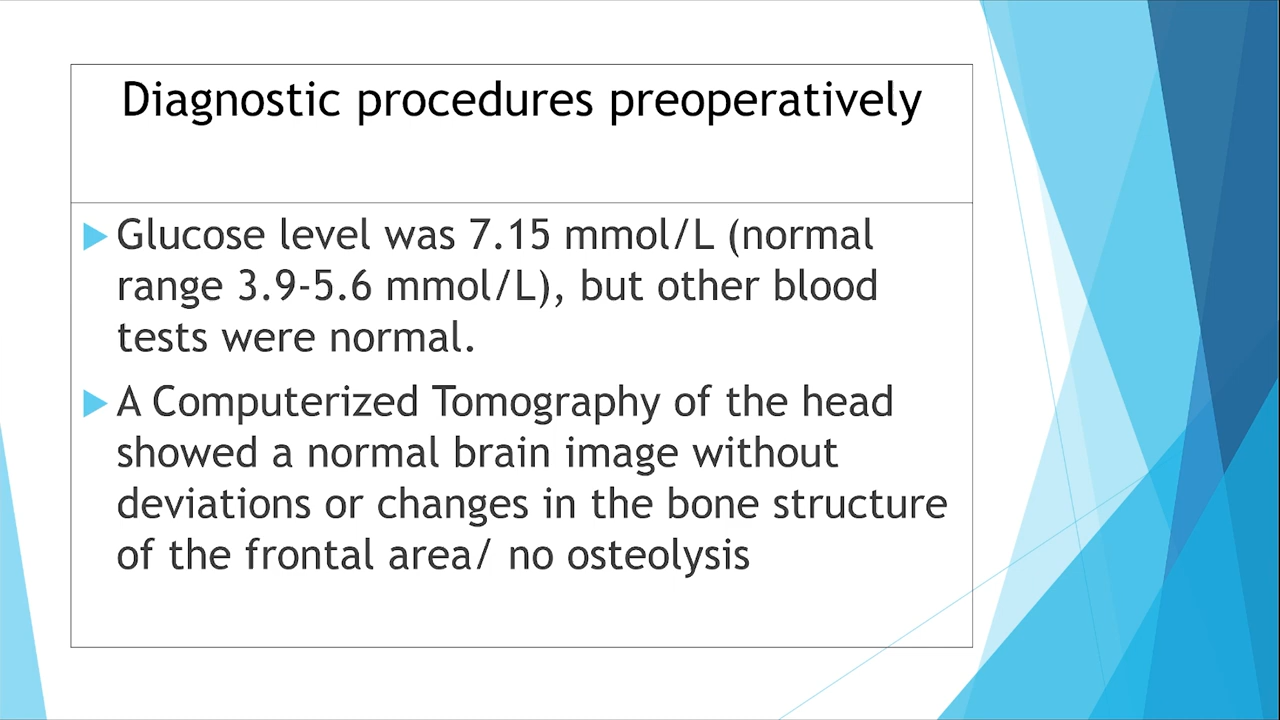 Diagnostic procedures preoperatively
Glucose level was 7.15 mmol/L (normal
range 3.9-5.6 mmol/L), but other blood
tests were normal.
A Computerized Tomography of the head
showed a normal brain image without
deviations or changes in the bone structure
of the frontal area/ no osteolysis